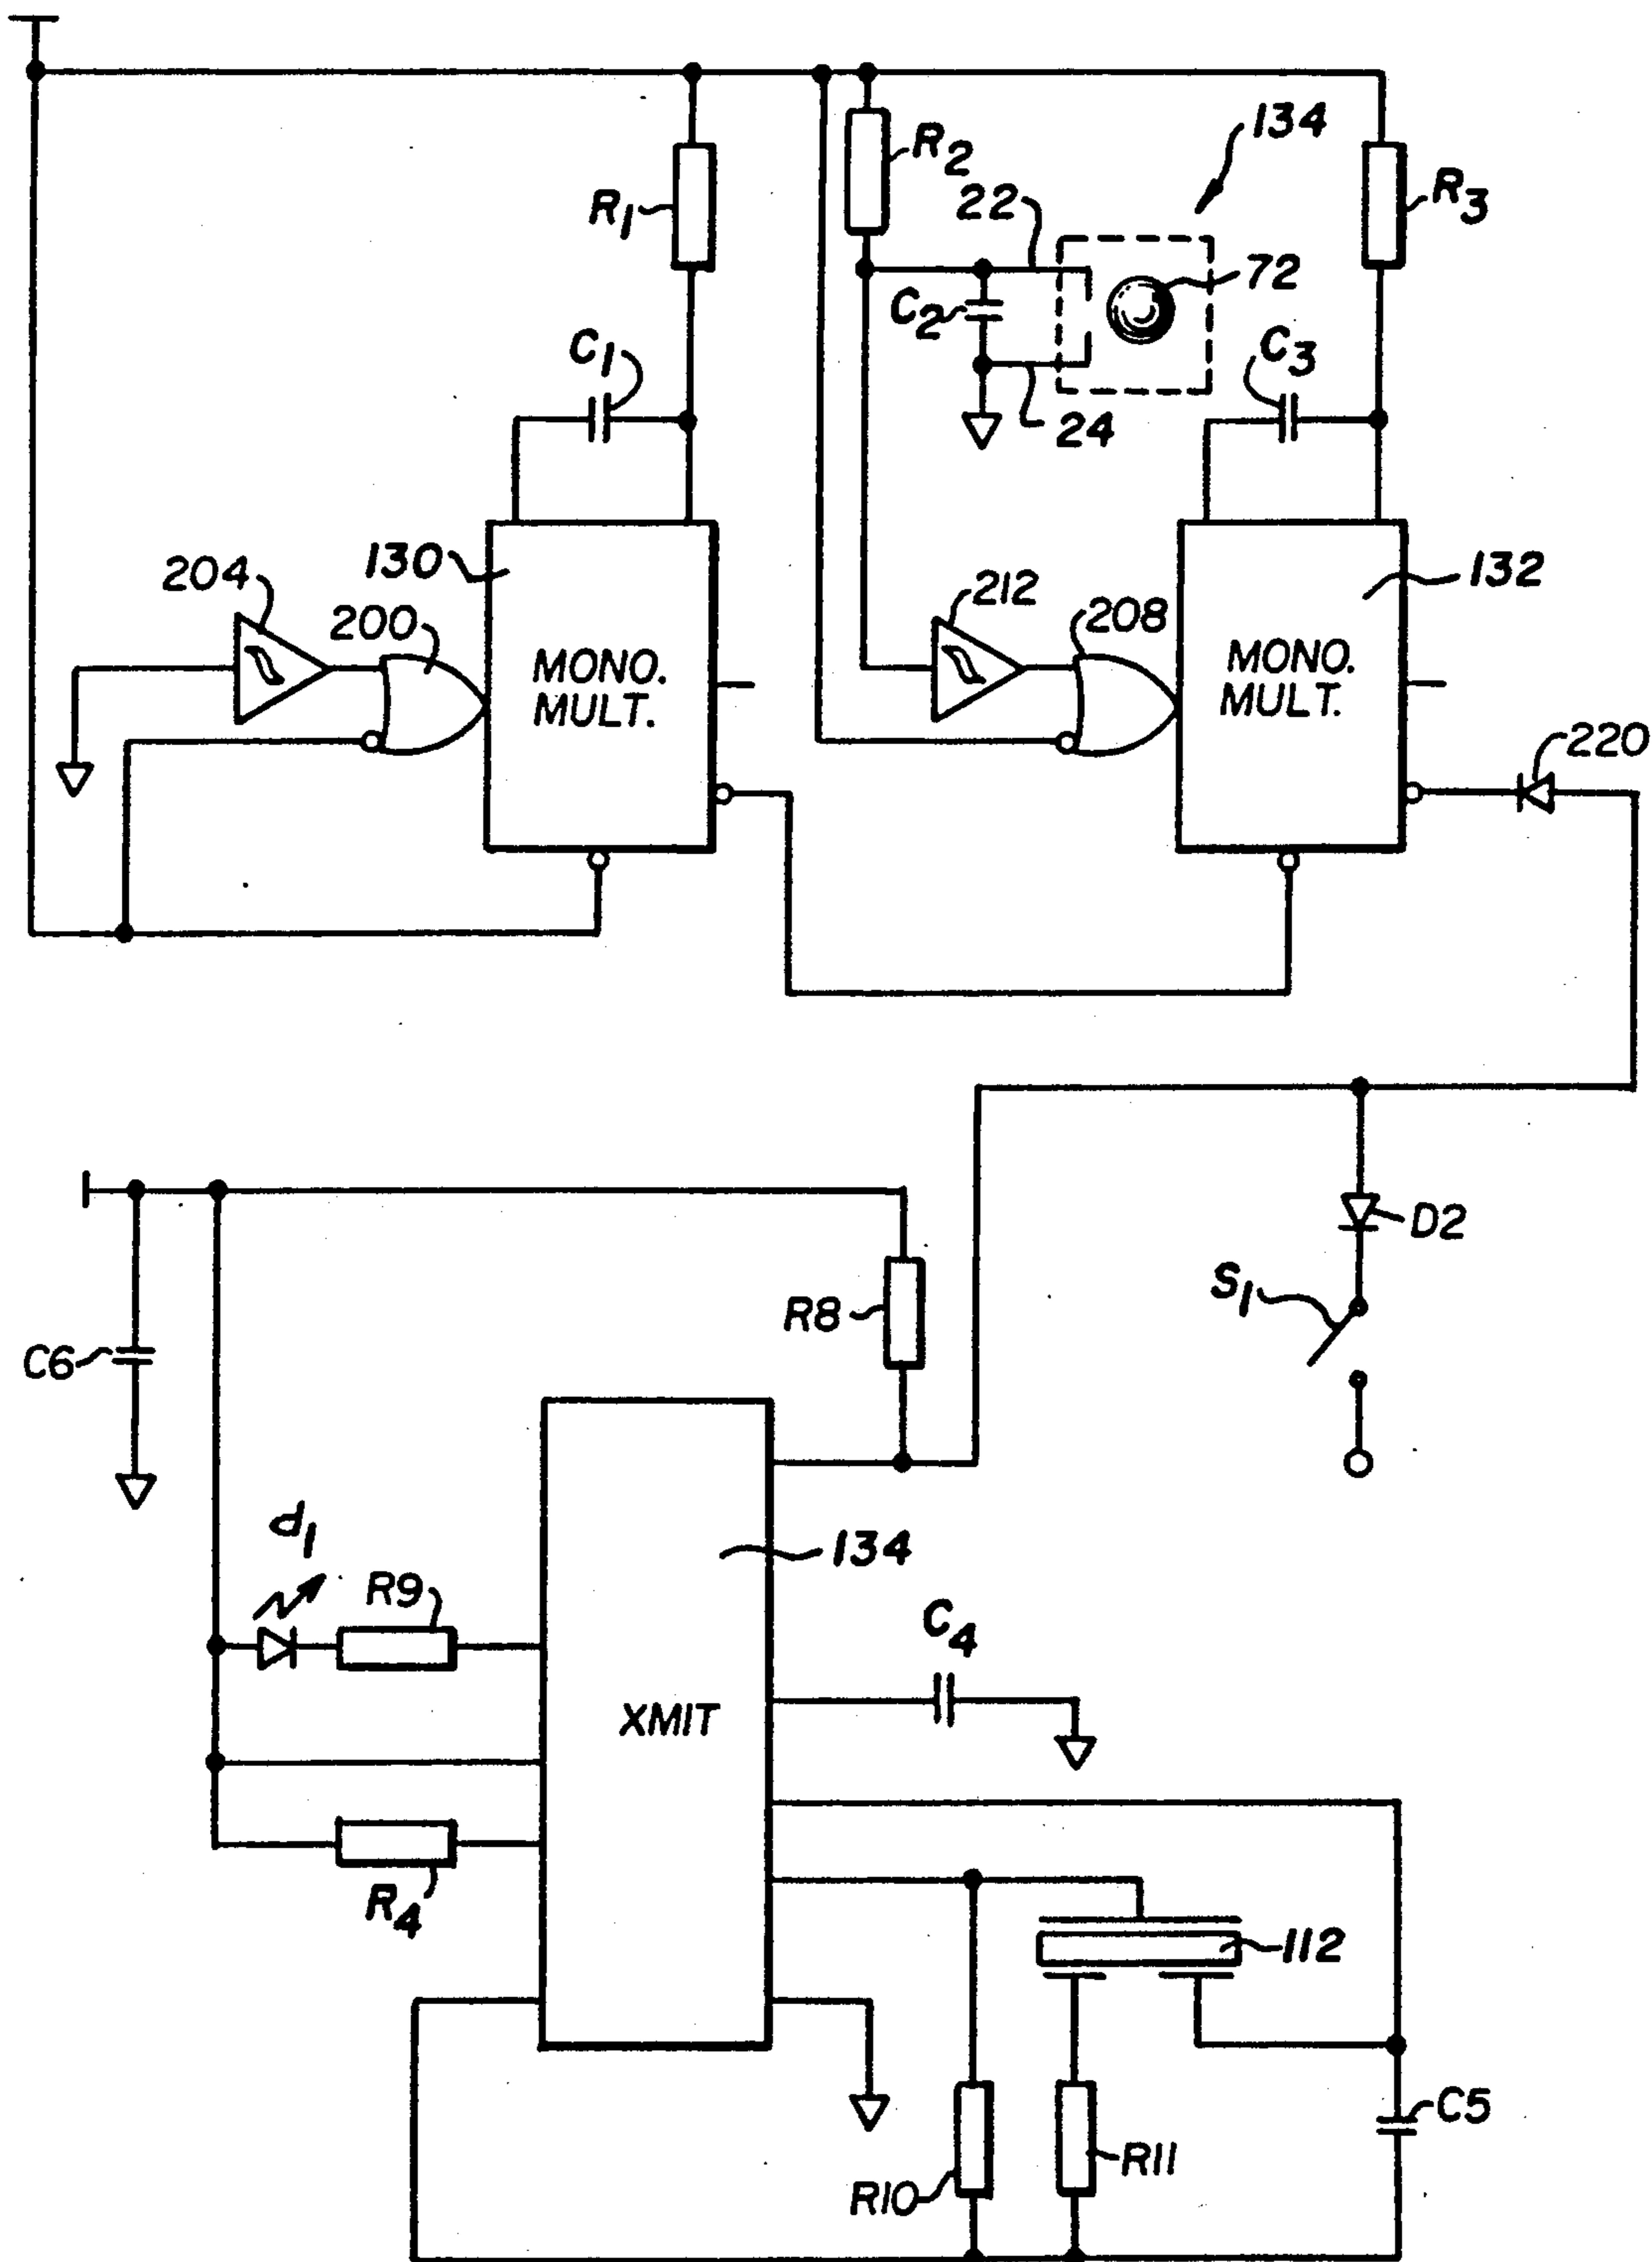 134
R2
22
R1
R3
72
C2
C1
C3
24
204
130
212
132
200
208
MONO.
MULT.
MONO.
MULT.
220
D2
S1
R8
C6
d1
134
R9
C4
XMIT
R4
112
C5
R11
R10